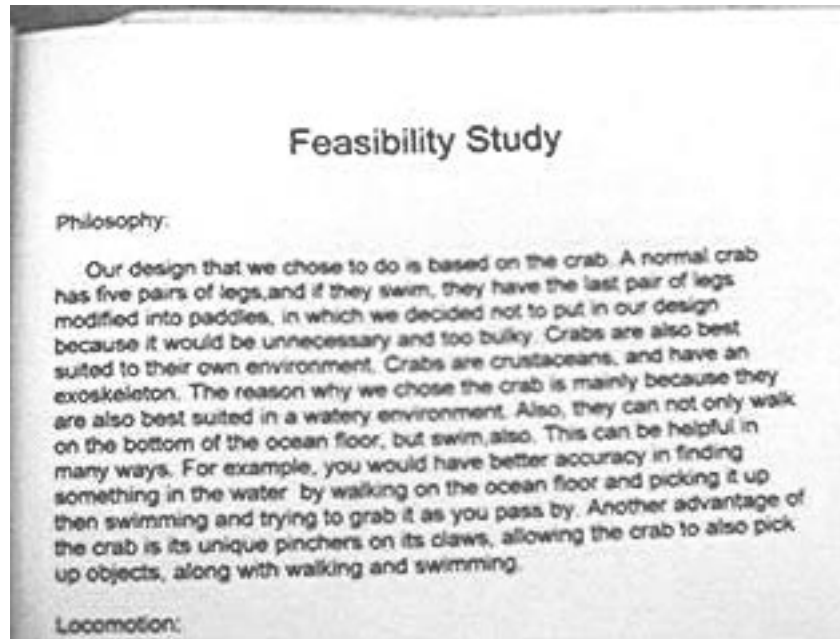 Feasibility Study
Philosophy:
Our design that we chose to do is based on the crab. A normal crab
has five pairs of legs,and if they swim, they have the last pair of legs
modified into paddles, in which we decided not to put in our design
because it would be unnecessary and too bulky. Crabs are also best
suited to their own environment. Crabs are crustaceans, and have an
exoskeleton. The reason why we chose the crab is mainly because they
are also best suited in a watery environment. Also, they can not only walk
on the bottom of the ocean floor, but swim,also. This can be helpful in
many ways. For example, you would have better accuracy in finding
something in the water by walking on the ocean floor and picking it up
then swimming and trying to grab it as you pass by. Another advantage of
the crab is its unique pinchers on its claws, allowing the crab to also pick
up objects, along with walking and swimming.
Locomotion: